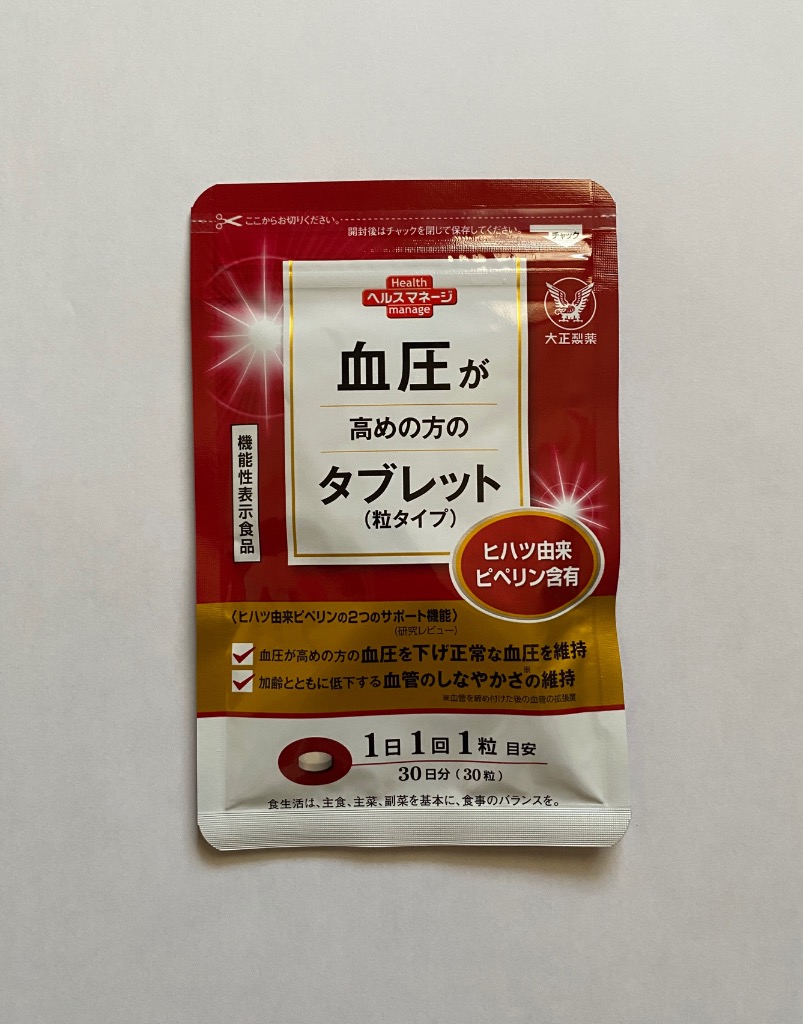 ここからお切りください。
開封後はチャックを閉じて保存してください。
チャック
Health
ヘルスマネージ
manage
大正製薬
血圧が
高めの方の
タブレット
(粒タイプ)
機能性表示食品
ヒハツ由来
ピペリン含有
〈ヒハツ由来ピペリンの2つのサポート機能〉
(研究レビュー)
血圧が高めの方の血圧を下げ正常な血圧を維持
加齢とともに低下する血管のしなやかさ※の維持
※血管を締め付けた後の血管の拡張度
1日1回1粒 目安
30日分(30粒)
食生活は、主食、主菜、副菜を基本に、食事のバランスを。